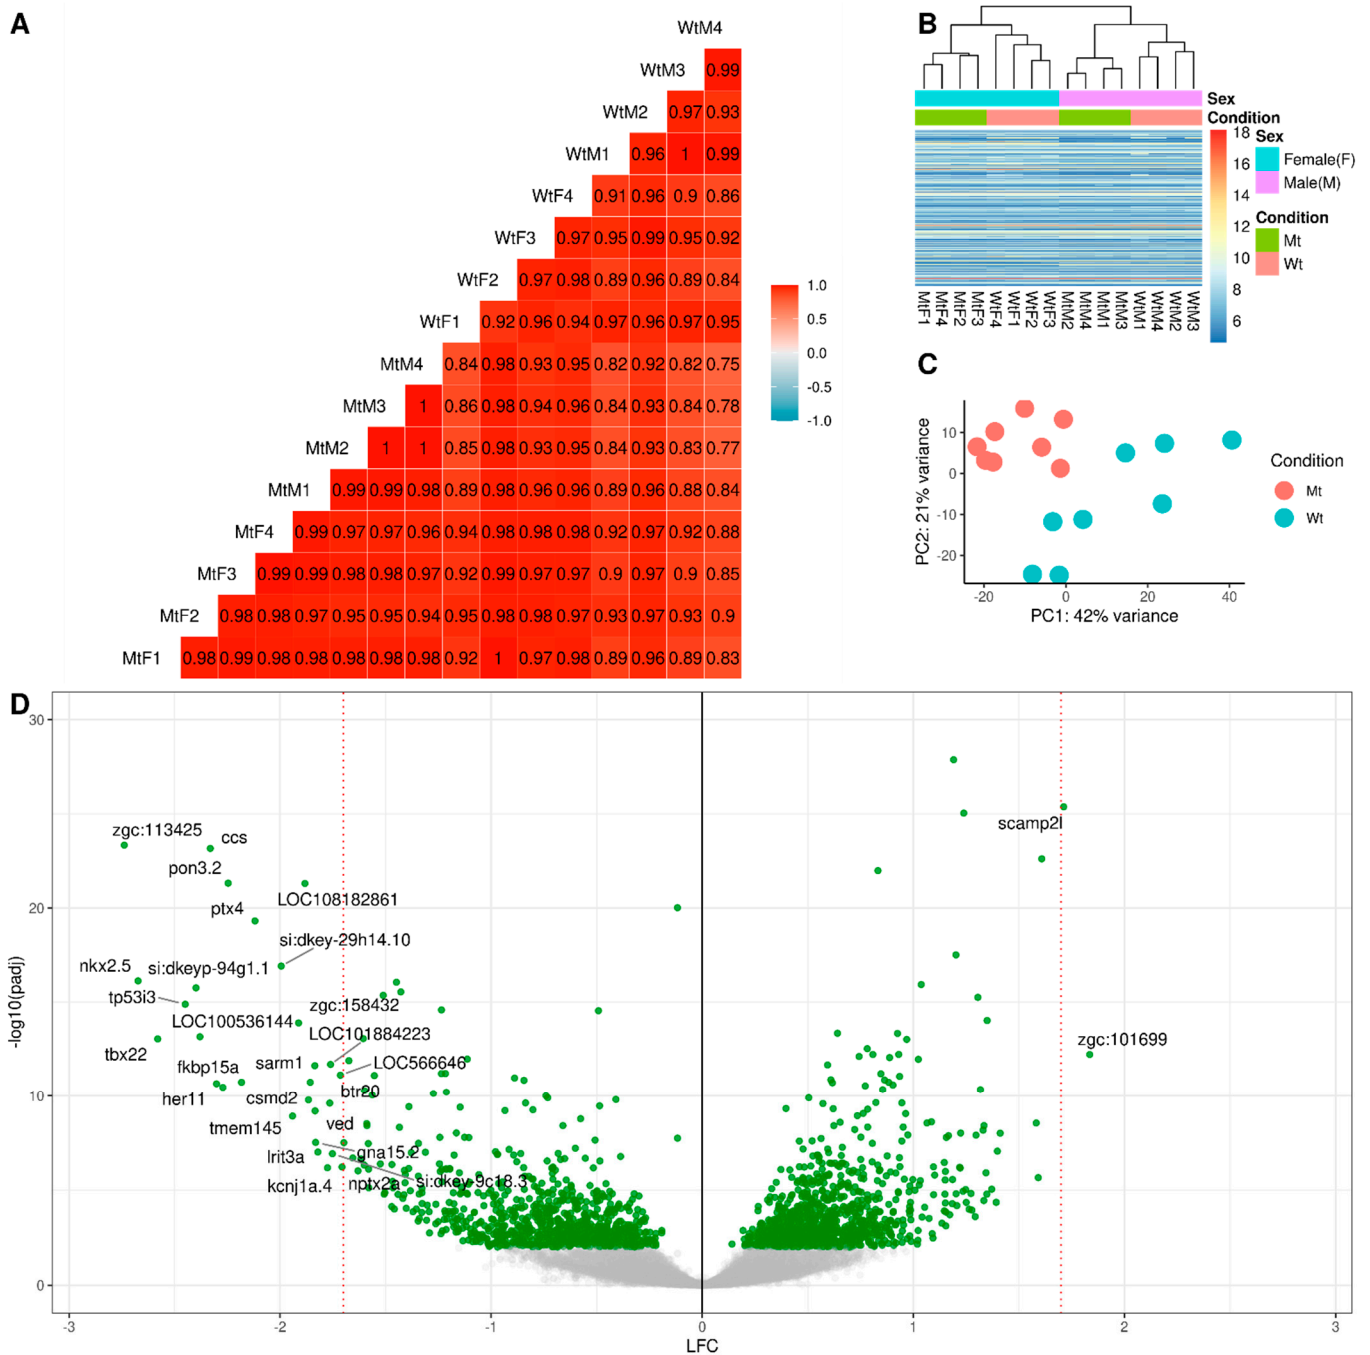 A
WtM4
WtM3 0.99
WtM2 0.97 0.93
WtM1 0.96 1 0.99
WtF4 0.91 0.96 0.9 0.86
WtF3 0.97 0.95 0.99 0.95 0.92
WtF2 0.97 0.98 0.89 0.96 0.89 0.84
WtF1 0.92 0.96 0.94 0.97 0.96 0.97 0.95
MtM4 0.84 0.98 0.93 0.95 0.82 0.92 0.82 0.75
MtM3 1 0.86 0.98 0.94 0.96 0.84 0.93 0.84 0.78
MtM2 1 1 0.85 0.98 0.93 0.95 0.84 0.93 0.83 0.77
MtM1 0.99 0.99 0.98 0.89 0.98 0.96 0.96 0.89 0.96 0.88 0.84
MtF4 0.99 0.97 0.97 0.96 0.94 0.98 0.98 0.98 0.92 0.97 0.92 0.88
MtF3 0.99 0.99 0.98 0.98 0.97 0.92 0.99 0.97 0.97 0.9 0.97 0.9 0.85
MtF2 0.98 0.98 0.97 0.95 0.95 0.94 0.95 0.98 0.98 0.97 0.93 0.97 0.93 0.9
MtF1 0.98 0.99 0.98 0.98 0.98 0.98 0.98 0.92 1 0.97 0.98 0.89 0.96 0.89 0.83
1.0
0.5
0.0
-0.5
-1.0
B
Sex
Condition
18
16
14
12
10
8
6
Sex
Female(F)
Male(M)
Condition
Mt
Wt
MtF1 MtF4 MtF2 MtF3 WtF4 WtF1 WtF2 WtF3 MtM2 MtM4 MtM1 MtM3 WtM1 WtM4 WtM2 WtM3
C
PC2: 21% variance
10
0
-10
-20
-20 0 20 40
PC1: 42% variance
Condition
Mt
Wt
D
-log10(padj)
30
20
10
0
zgc:113425
ccs
pon3.2
LOC108182861
ptx4
si:dkey-29h14.10
nkx2.5
si:dkeyp-94g1.1
tp53i3
zgc:158432
LOC100536144
LOC101884223
tbx22
fkbp15a
sarm1
LOC566646
her11
csmd2
btr20
tmem145
ved
lrit3a
gna15.2
kcnj1a.4
nptx2a
si:dkey-9c18.3
scamp2l
zgc:101699
-3 -2 -1 0 1 2 3
LFC